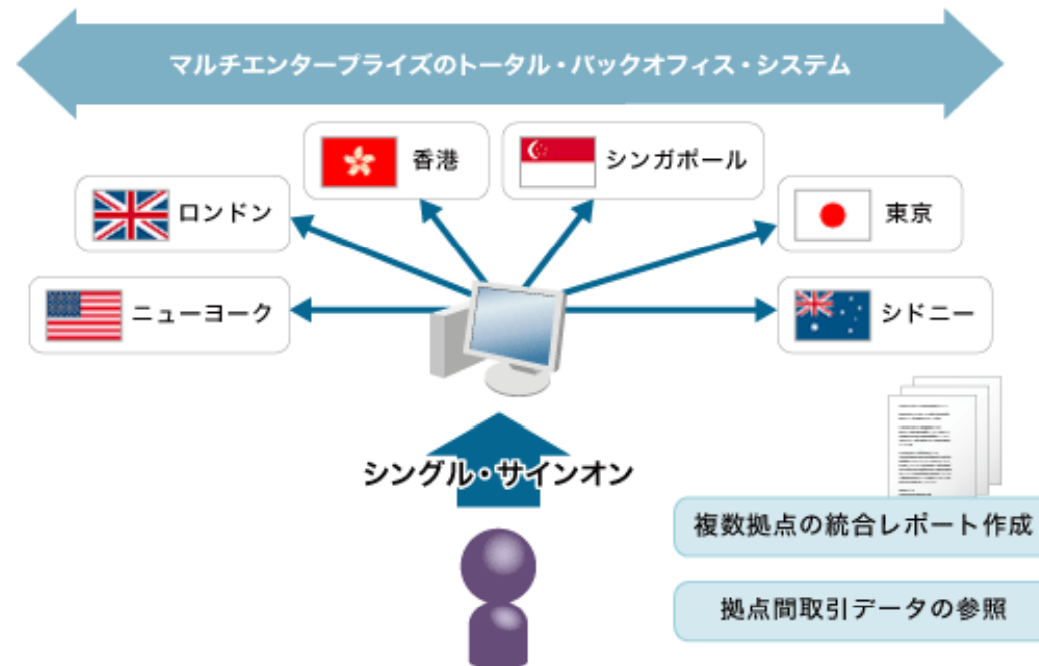 マルチエンタープライズのトータル・バックオフィス・システム
香港
シンガポール
ロンドン
東京
ニューヨーク
シドニー
シングル・サインオン
複数拠点の統合レポート作成
拠点間取引データの参照